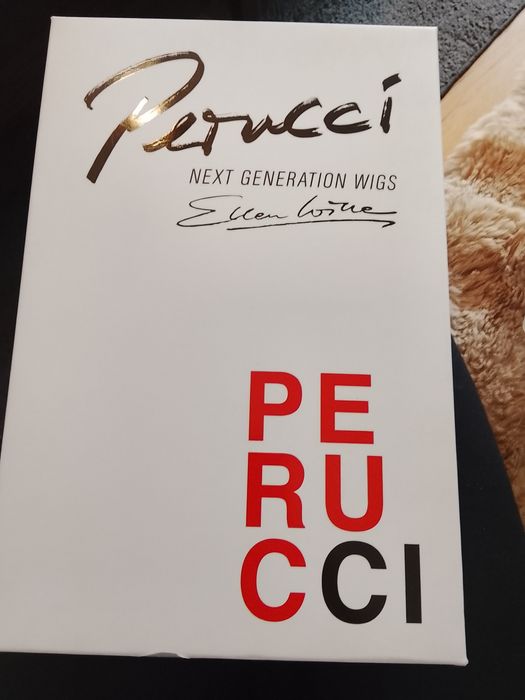 Perucci
NEXT GENERATION WIGS
Ellen Wille
PE
RU
CCI